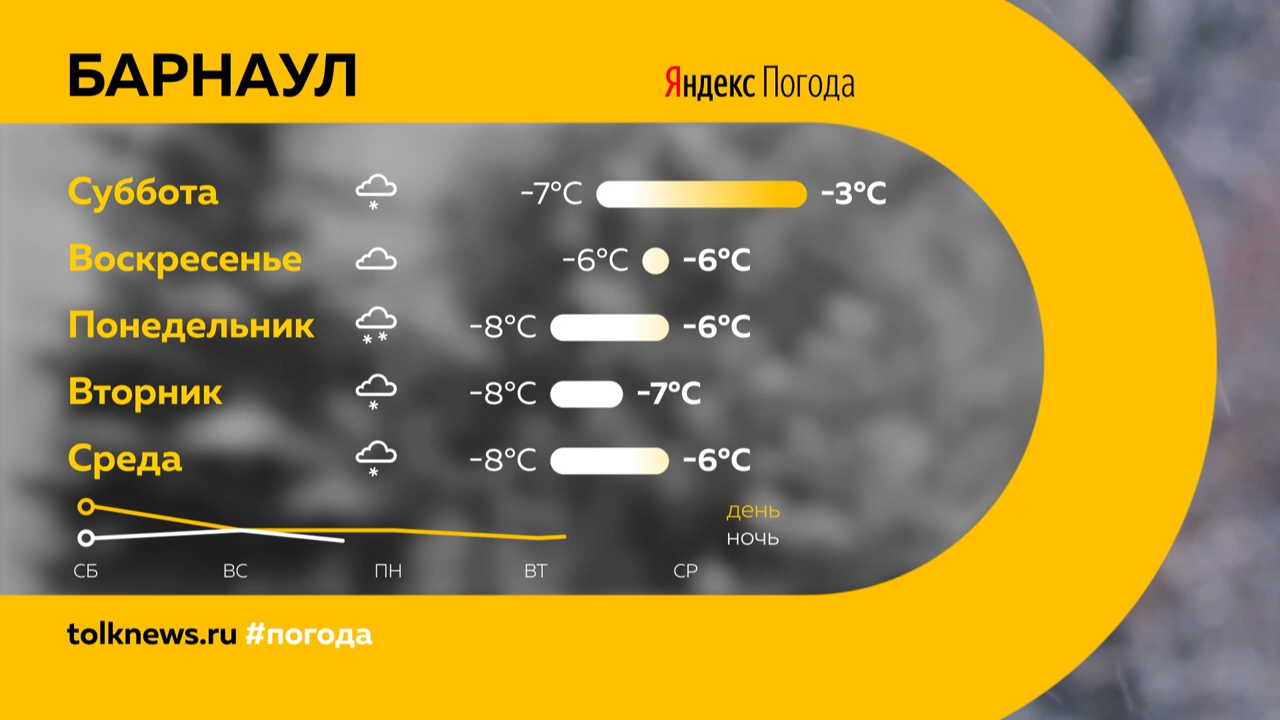 БАРНАУЛ
Яндекс Погода
Суббота -7°C -3°C
Воскресенье -6°C -6°C
Понедельник -8°C -6°C
Вторник -8°C -7°C
Среда -8°C -6°C
день
ночь
СБ ВС ПН ВТ СР
tolknews.ru #погода